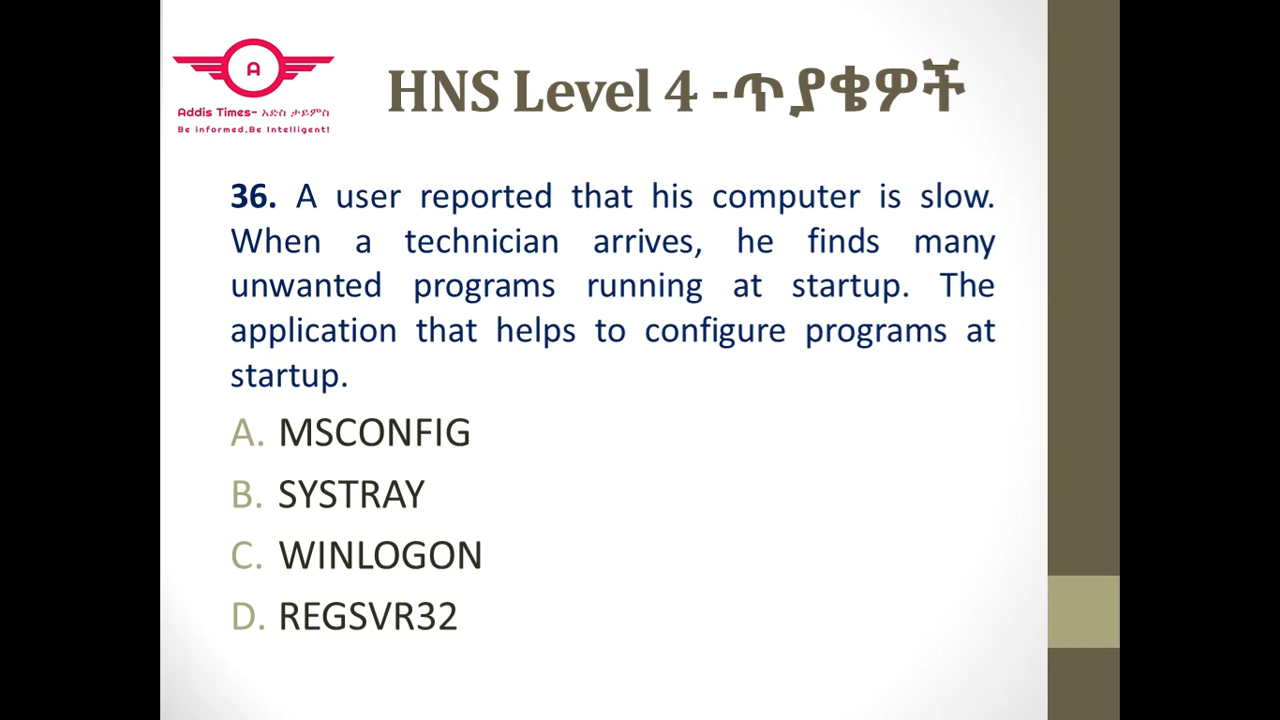 A
Addis Times- አድስ ታይምስ
Be informed,Be Intelligent!
HNS Level 4 -ጥያቄዎች
36. A user reported that his computer is slow.
When a technician arrives, he finds many
unwanted programs running at startup. The
application that helps to configure programs at
startup.
A. MSCONFIG
B. SYSTRAY
C. WINLOGON
D. REGSVR32